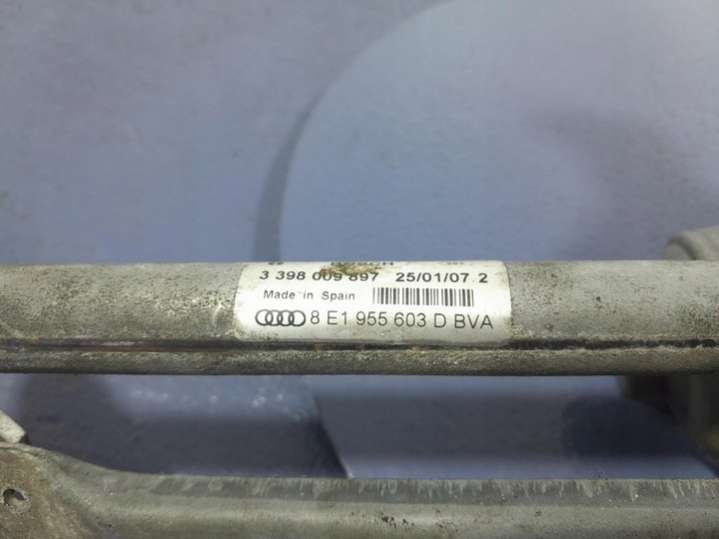 3 398 009 897 25/01/07 2
Made in Spain
8 E1 955 603 D BVA